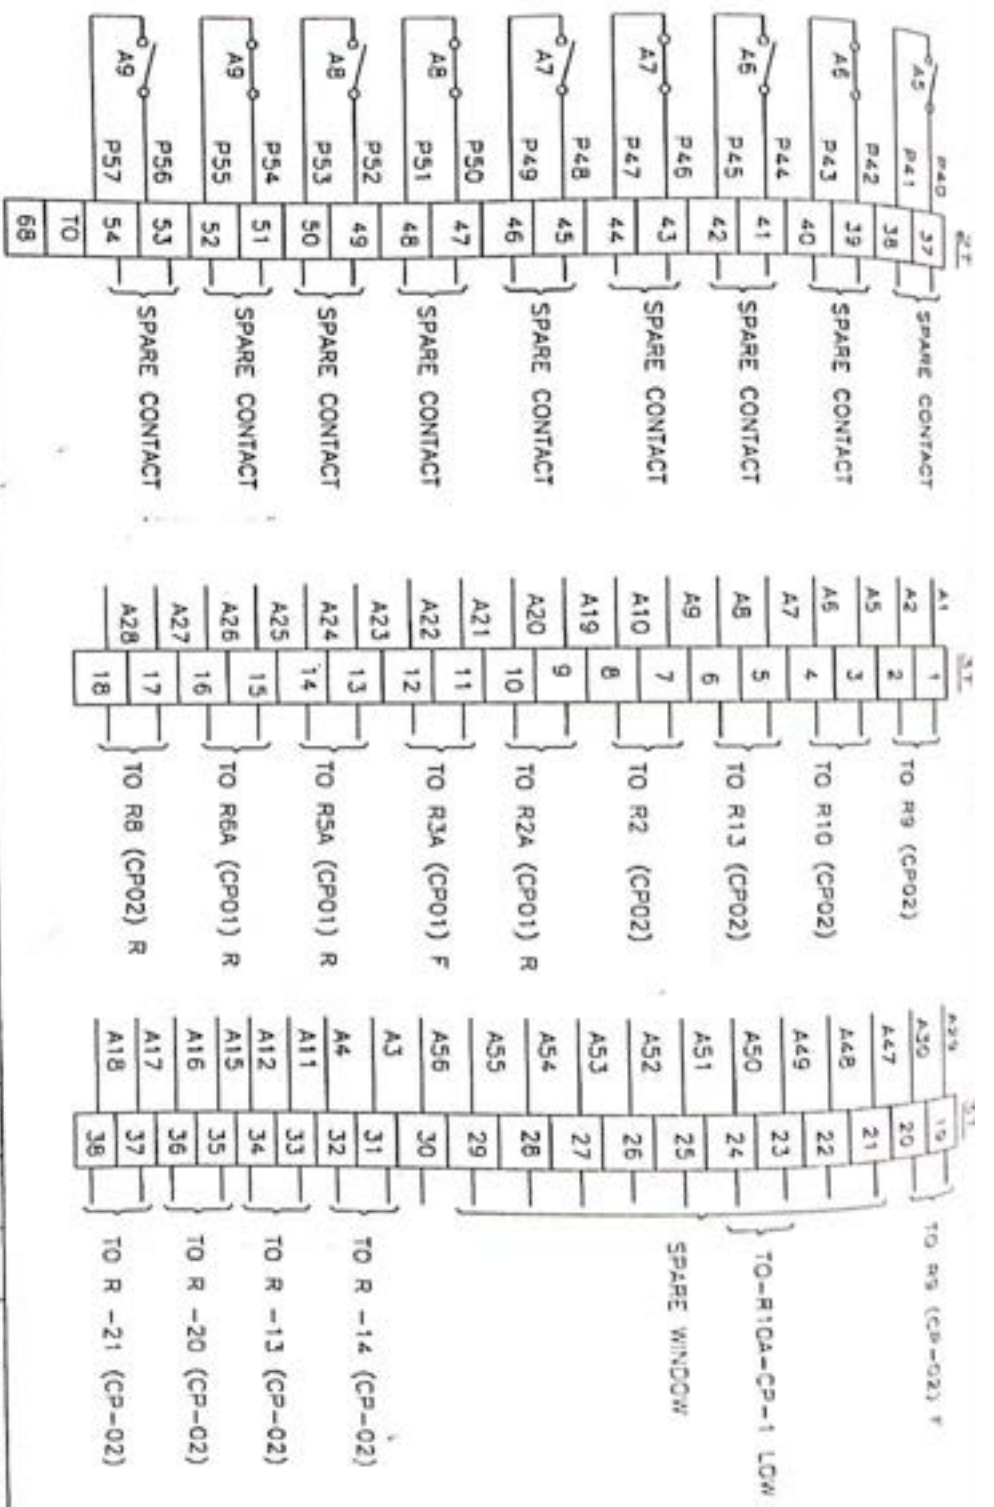 2T
P40 37
A5 P41 38 SPARE CONTACT
P42 39
A6 P43 40 SPARE CONTACT
P44 41
A6 P45 42 SPARE CONTACT
P46 43
A7 P47 44 SPARE CONTACT
P48 45
A7 P49 46 SPARE CONTACT
P50 47
A8 P51 48 SPARE CONTACT
P52 49
A8 P53 50 SPARE CONTACT
P54 51
A9 P55 52 SPARE CONTACT
P56 53
A9 P57 54 SPARE CONTACT
TO
68
3T
A1 1
A2 2 TO R9 (CP02)
A5 3
A6 4 TO R10 (CP02)
A7 5
A8 6 TO R13 (CP02)
A9 7
A10 8 TO R2 (CP02)
A19 9
A20 10 TO R2A (CP01) R
A21 11
A22 12 TO R3A (CP01) F
A23 13
A24 14 TO R5A (CP01) R
A25 15
A26 16 TO R6A (CP01) R
A27 17
A28 18 TO R8 (CP02) R
3T
A29 19
A30 20 TO R9 (CP-02) F
A47 21
A48 22
A49 23
A50 24 TO-R10A-CP-1 LOW
A51 25
SPARE WINDOW
A52 26
A53 27
A54 28
A55 29
A56 30
A3 31
A4 32 TO R -14 (CP-02)
A11 33
A12 34 TO R -13 (CP-02)
A15 35
A16 36 TO R -20 (CP-02)
A17 37
A18 38 TO R -21 (CP-02)